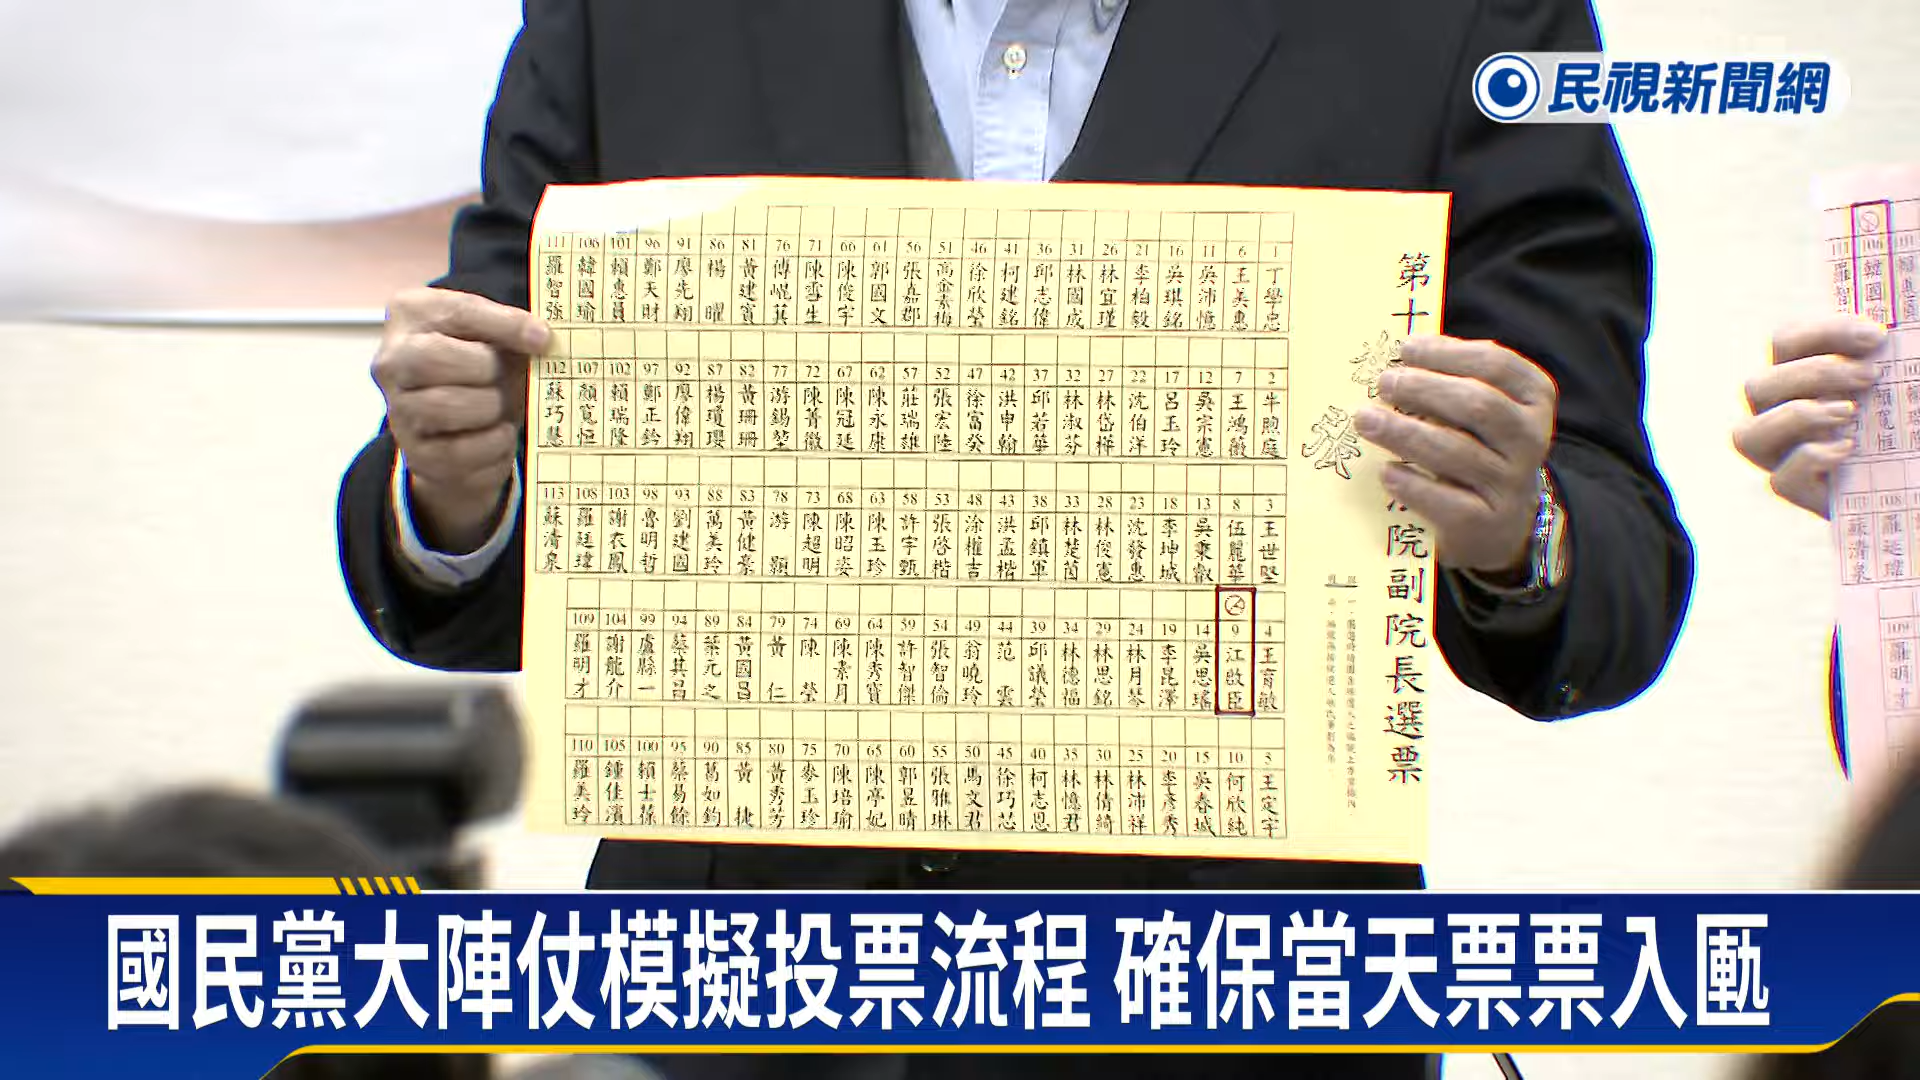 民視新聞網
第十
院副院長選票
1 丁學忠
6 王美惠
11 吳沛憶
16 吳琪銘
21 李柏毅
26 林宜瑾
31 林國成
36 邱志偉
41 柯建銘
46 徐欣瑩
51 高金素梅
56 張嘉郡
61 郭國文
66 陳俊宇
71 陳雪生
76 傅崐萁
81 黃建賓
86 楊曜
91 廖先翔
96 鄭天財
101 賴惠員
106 韓國瑜
111 羅智強
2 牛煦庭
7 王鴻薇
12 吳宗憲
17 呂玉玲
22 沈伯洋
27 林岱樺
32 林淑芬
37 邱若華
42 洪申翰
47 徐富癸
52 張宏陸
57 莊瑞雄
62 陳永康
67 陳冠廷
72 陳菁徽
77 游錫堃
82 黃珊珊
87 楊瓊瓔
92 廖偉翔
97 鄭正鈐
102 賴瑞隆
107 顏寬恒
112 蘇巧慧
3 王世堅
8 伍麗華
13 吳秉叡
18 李坤城
23 沈發惠
28 林俊憲
33 林楚茵
38 邱鎮軍
43 洪孟楷
48 涂權吉
53 張啓楷
58 許宇甄
63 陳玉珍
68 陳昭姿
73 陳超明
78 游顥
83 黃健豪
88 萬美玲
93 劉建國
98 魯明哲
103 謝衣鳳
108 羅廷瑋
113 蘇清泉
4 王育敏
9 江啟臣
14 吳思瑤
19 李昆澤
24 林月琴
29 林思銘
34 林德福
39 邱議瑩
44 范雲
49 翁曉玲
54 張智倫
59 許智傑
64 陳秀寳
69 陳素月
74 陳瑩
79 黃仁
84 黃國昌
89 葉元之
94 蔡其昌
99 盧縣一
104 謝龍介
109 羅明才
5 王定宇
10 何欣純
15 吳春城
20 李彥秀
25 林沛祥
30 林倩綺
35 林憶君
40 柯志恩
45 徐巧芯
50 馬文君
55 張雅琳
60 郭昱晴
65 陳亭妃
70 陳培瑜
75 麥玉珍
80 黃秀芳
85 黃捷
90 葛如鈞
95 蔡易餘
100 賴士葆
105 鍾佳濱
110 羅美玲
國民黨大陣仗模擬投票流程 確保當天票票入匭